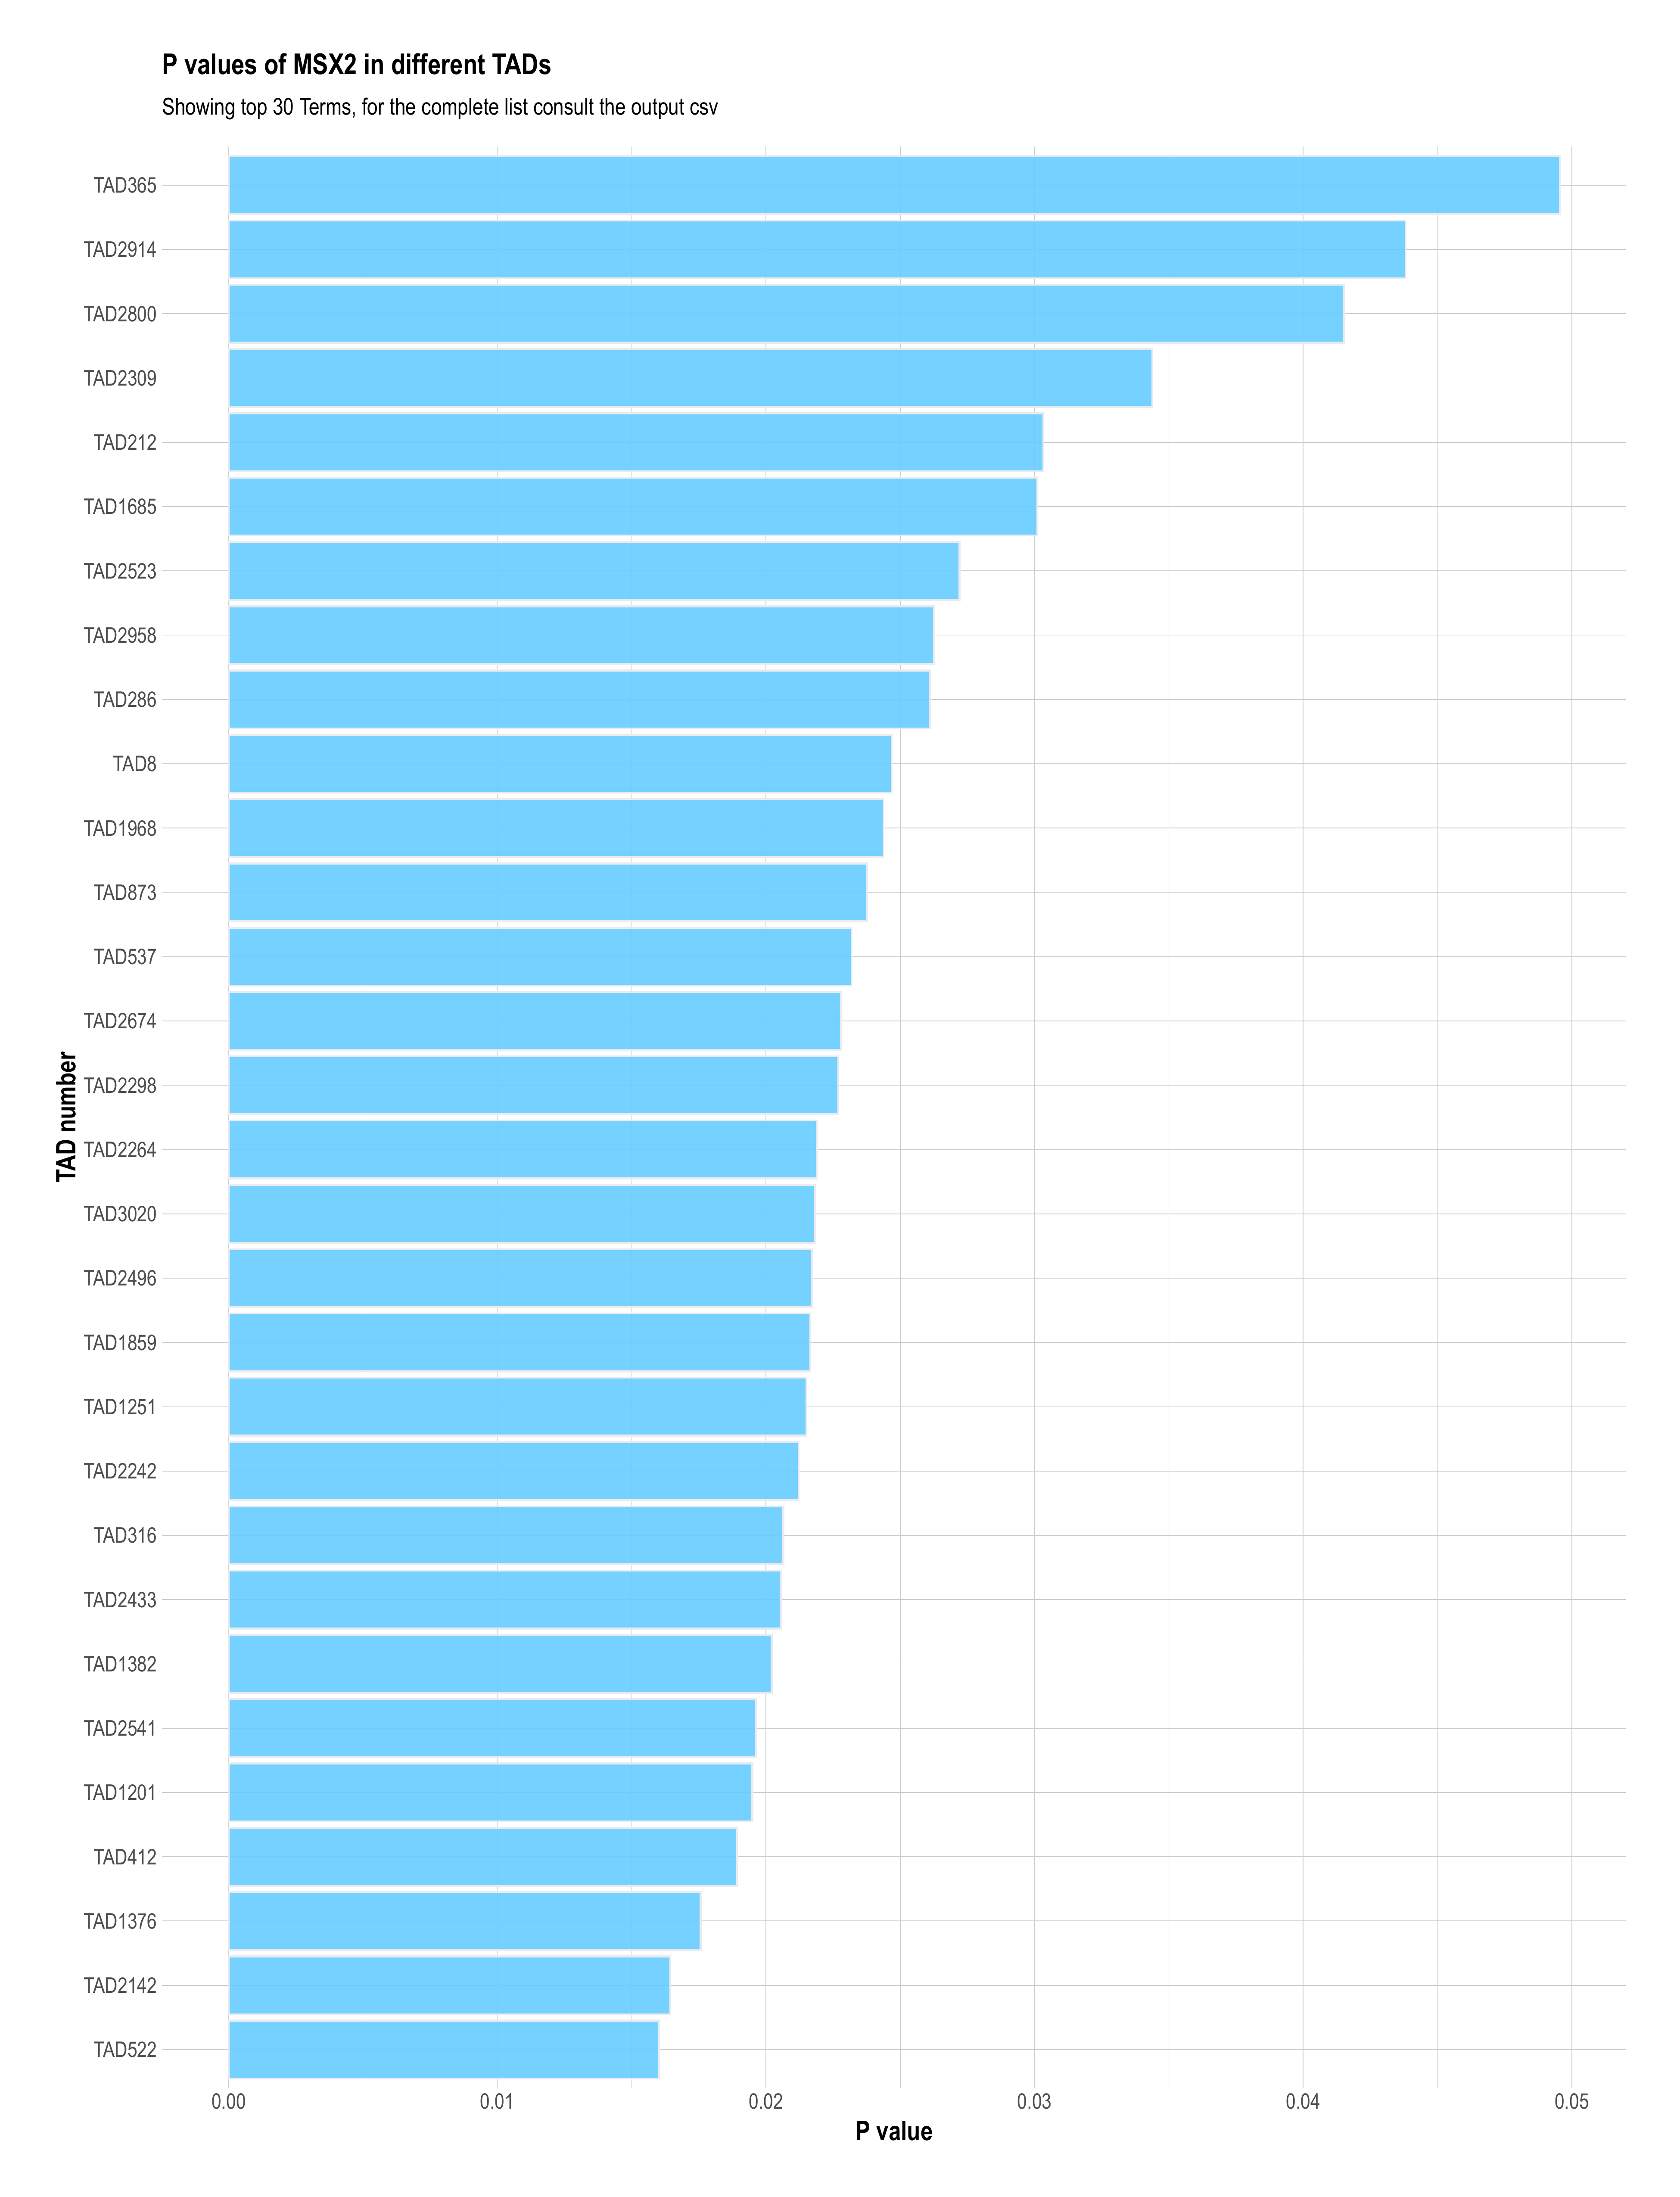 P values of MSX2 in different TADs
Showing top 30 Terms, for the complete list consult the output csv
TAD365
TAD2914
TAD2800
TAD2309
TAD212
TAD1685
TAD2523
TAD2958
TAD286
TAD8
TAD1968
TAD873
TAD537
TAD2674
TAD2298
TAD2264
TAD3020
TAD2496
TAD1859
TAD1251
TAD2242
TAD316
TAD2433
TAD1382
TAD2541
TAD1201
TAD412
TAD1376
TAD2142
TAD522
TAD number
0.00 0.01 0.02 0.03 0.04 0.05
P value